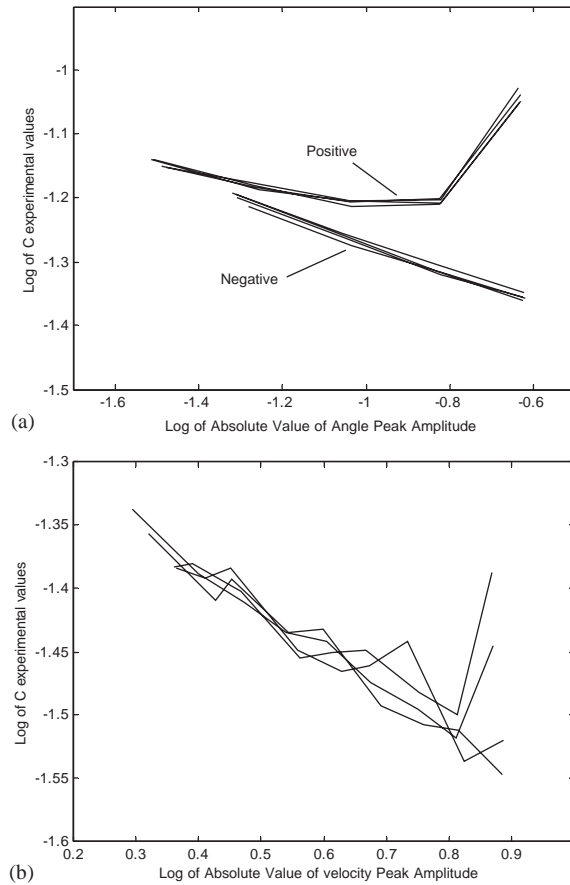 -1
-1.1
-1.2
-1.3
-1.4
-1.5
Log of C experimental values
Positive
Negative
-1.6 -1.4 -1.2 -1 -0.8 -0.6
(a)
Log of Absolute Value of Angle Peak Amplitude
-1.3
-1.35
-1.4
-1.45
-1.5
-1.55
-1.6
Log of C experimental values
0.2 0.3 0.4 0.5 0.6 0.7 0.8 0.9
(b)
Log of Absolute Value of velocity Peak Amplitude